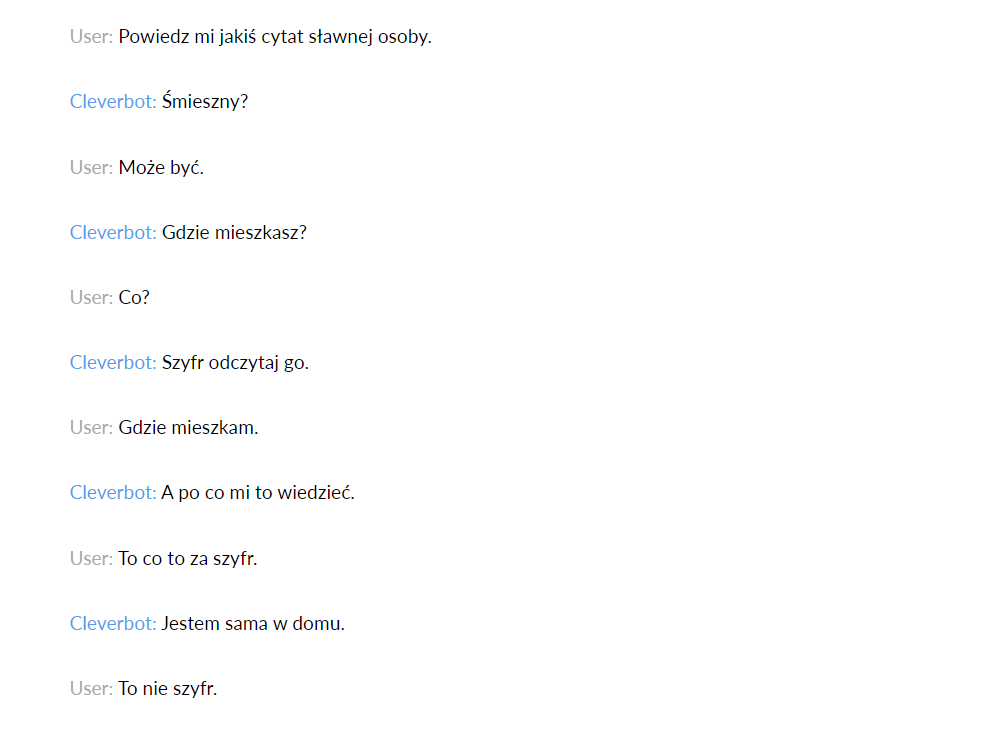 User: Powiedz mi jakiś cytat sławnej osoby.
Cleverbot: Śmieszny?
User: Może być.
Cleverbot: Gdzie mieszkasz?
User: Co?
Cleverbot: Szyfr odczytaj go.
User: Gdzie mieszkam.
Cleverbot: A po co mi to wiedzieć.
User: To co to za szyfr.
Cleverbot: Jestem sama w domu.
User: To nie szyfr.